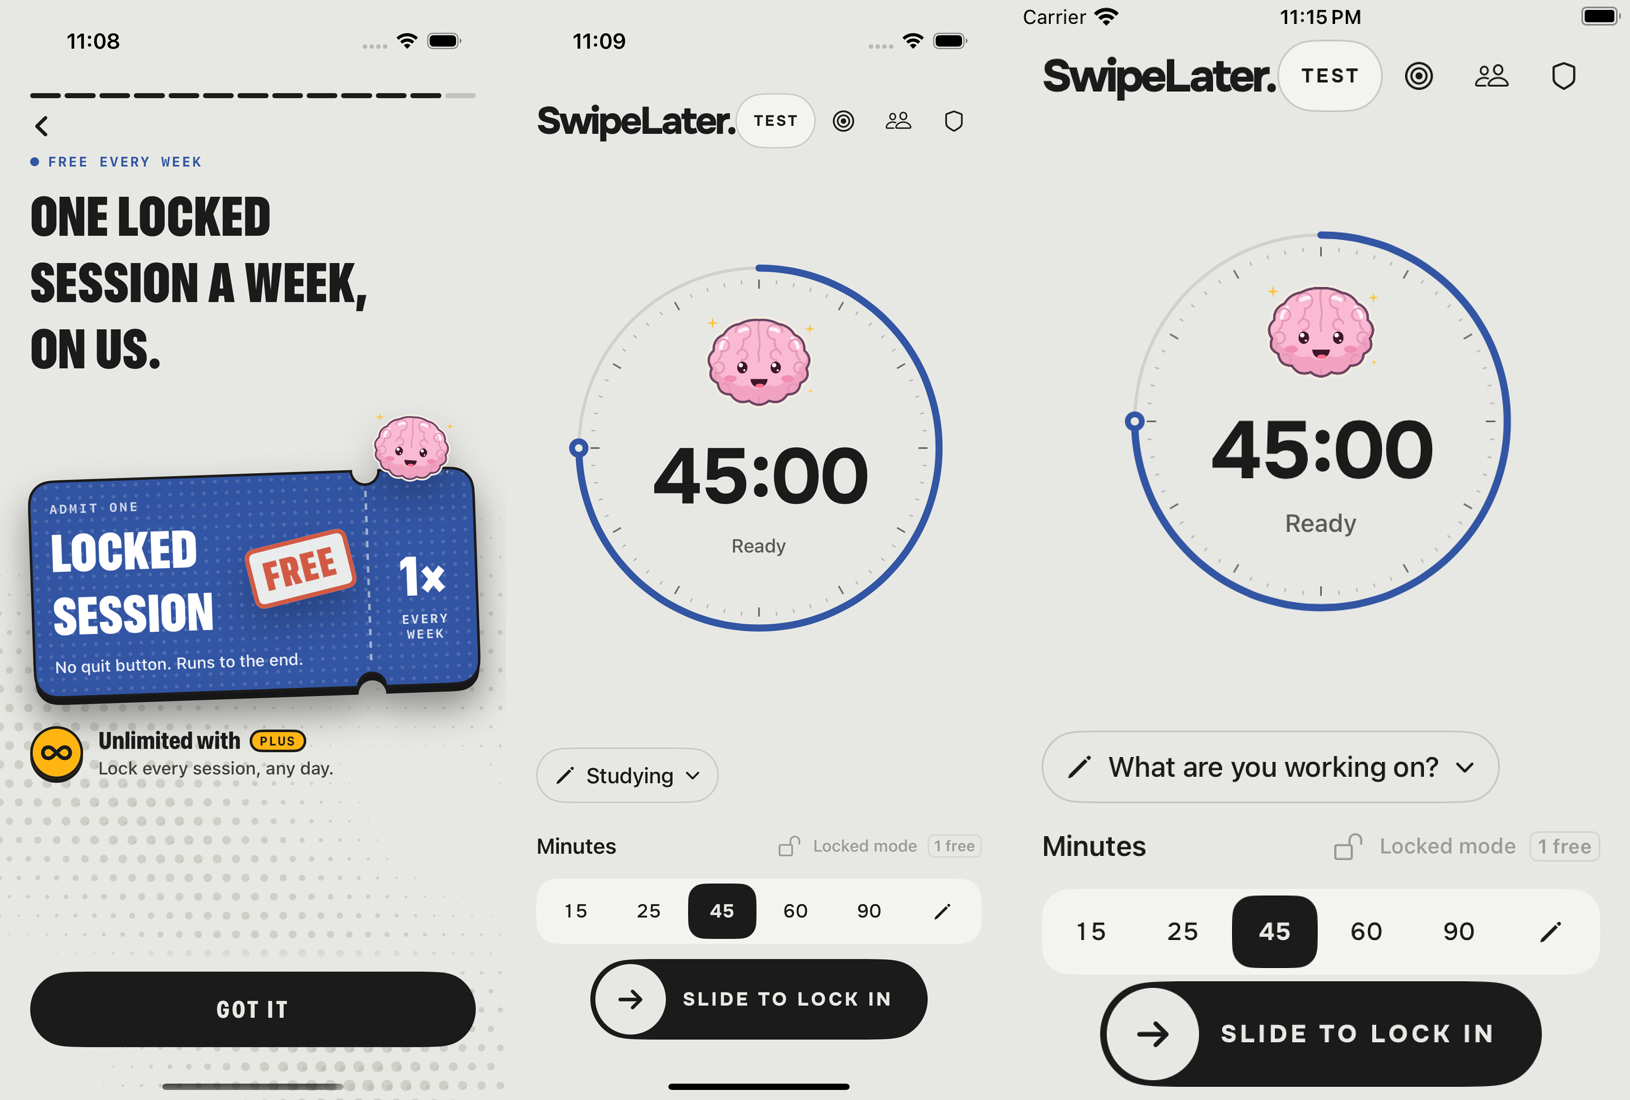 11:08
FREE EVERY WEEK
ONE LOCKED
SESSION A WEEK,
ON US.
ADMIT ONE
LOCKED
SESSION
FREE
1×
EVERY
WEEK
No quit button. Runs to the end.
Unlimited with PLUS
Lock every session, any day.
GOT IT
11:09
SwipeLater. TEST
45:00
Ready
Studying
Minutes Locked mode 1 free
15 25 45 60 90
SLIDE TO LOCK IN
Carrier 11:15 PM
SwipeLater. TEST
45:00
Ready
What are you working on?
Minutes Locked mode 1 free
15 25 45 60 90
SLIDE TO LOCK IN